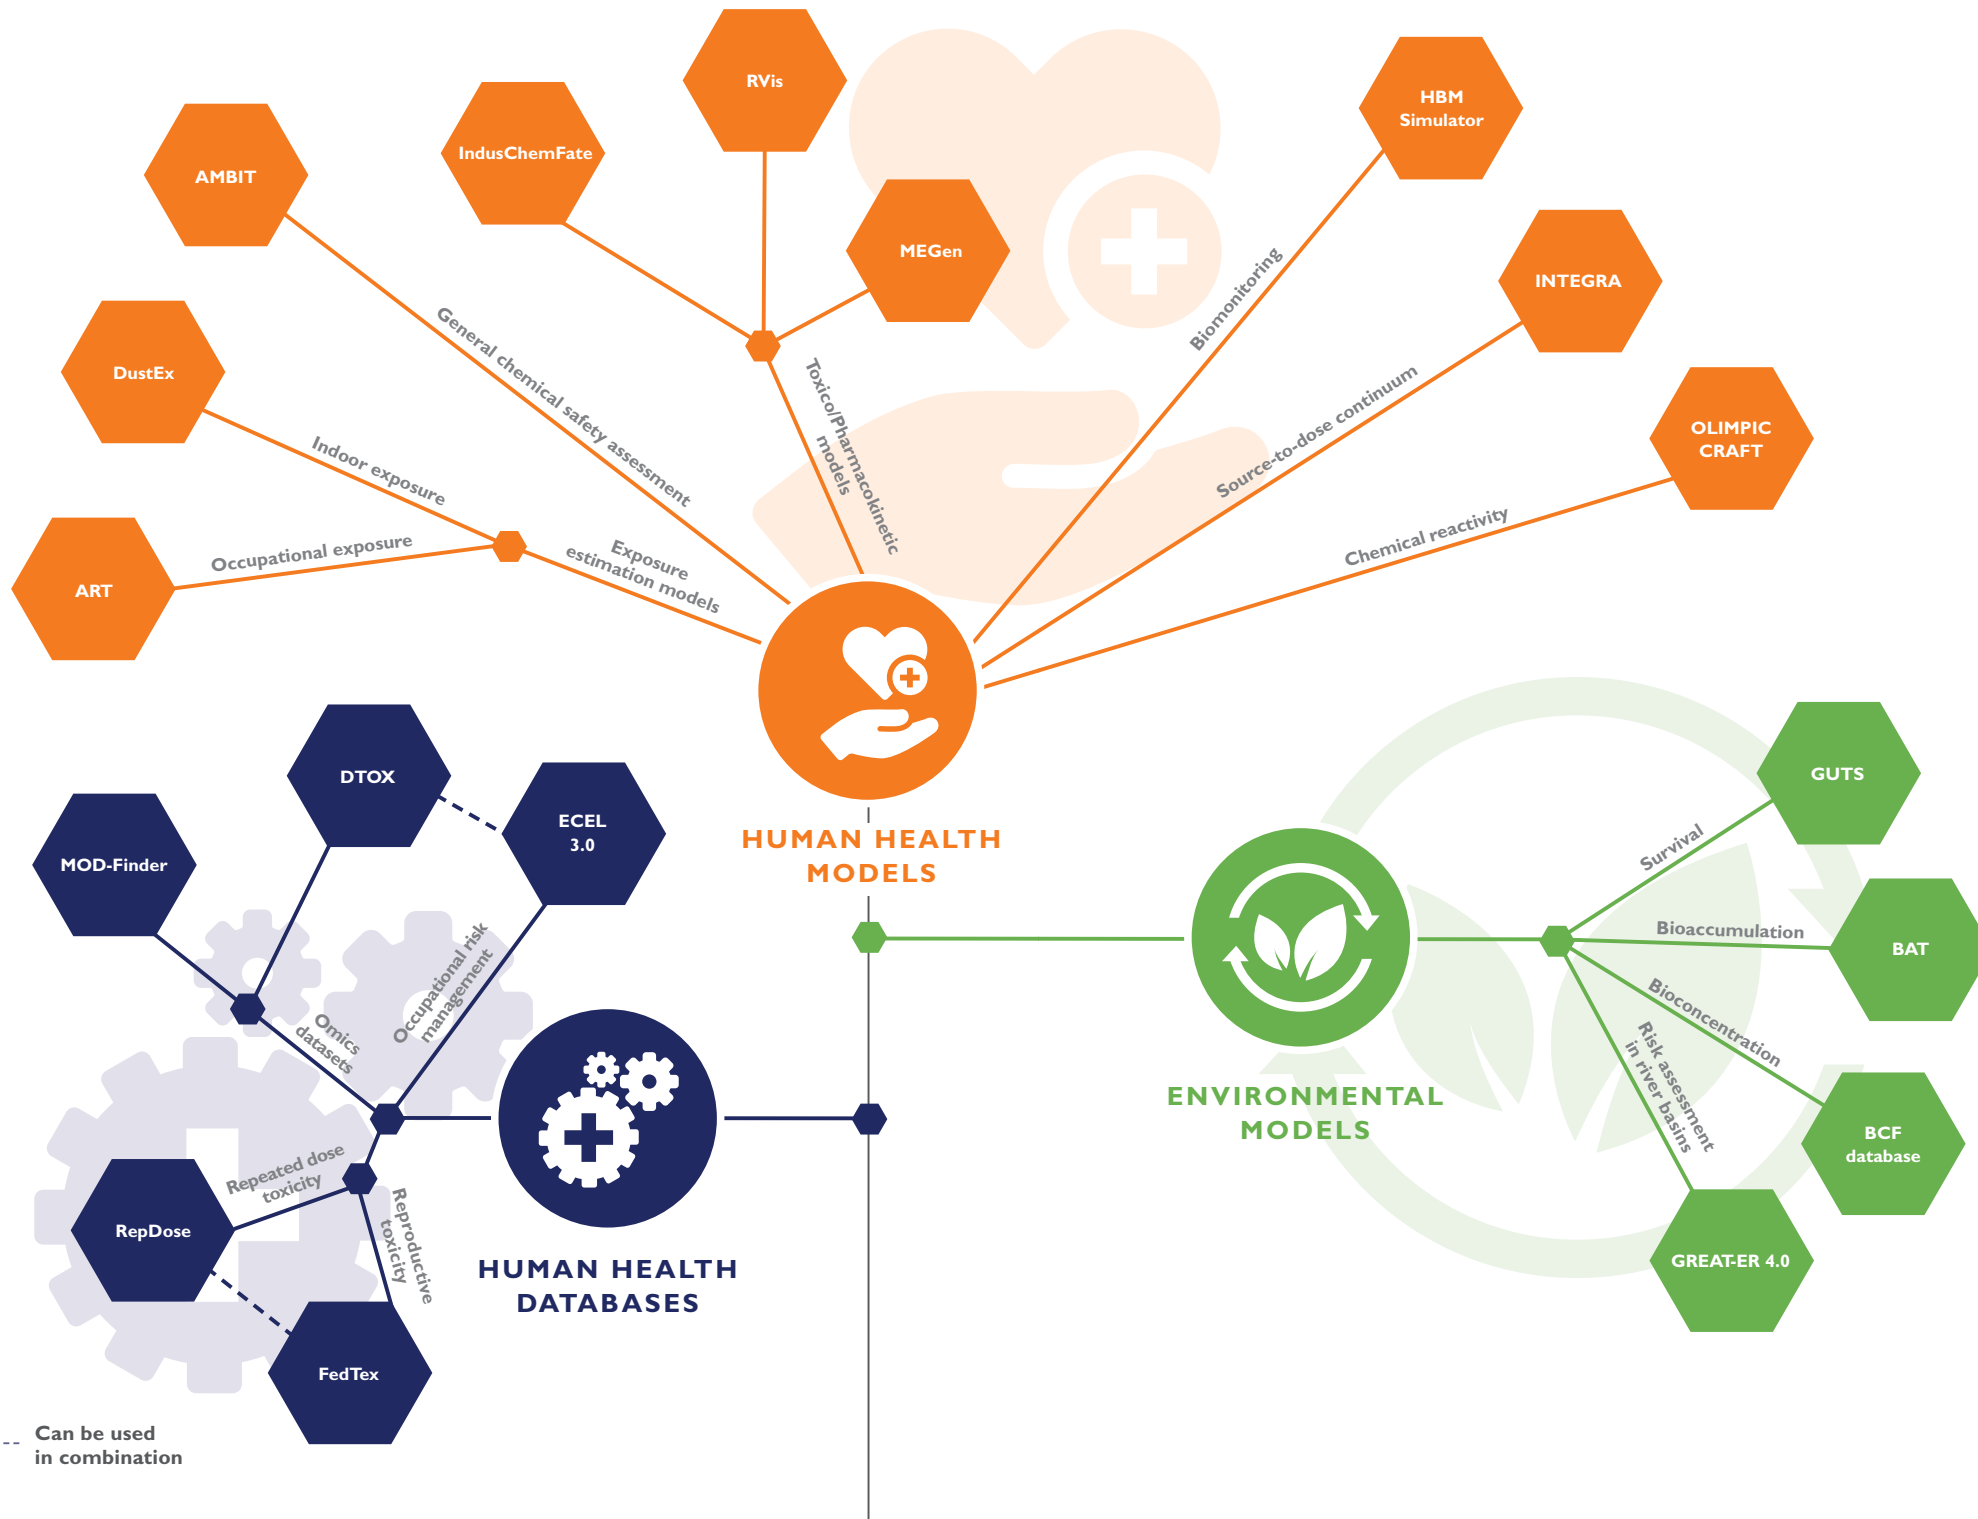 RVis
HBM
Simulator
IndusChemFate
AMBIT
MEGen
INTEGRA
DustEx
OLIMPIC
CRAFT
ART
General chemical safety assessment
Indoor exposure
Occupational exposure
Exposure
estimation models
Toxico/Pharmacokinetic
models
Biomonitoring
Source-to-dose continuum
Chemical reactivity
HUMAN HEALTH
MODELS
DTOX
ECEL
3.0
MOD-Finder
Omics
datasets
Occupational risk
management
Repeated dose
toxicity
Reproductive
toxicity
RepDose
FedTex
HUMAN HEALTH
DATABASES
GUTS
Survival
Bioaccumulation
BAT
Bioconcentration
Risk assessment
in river basins
BCF
database
GREAT-ER 4.0
ENVIRONMENTAL
MODELS
Can be used
in combination